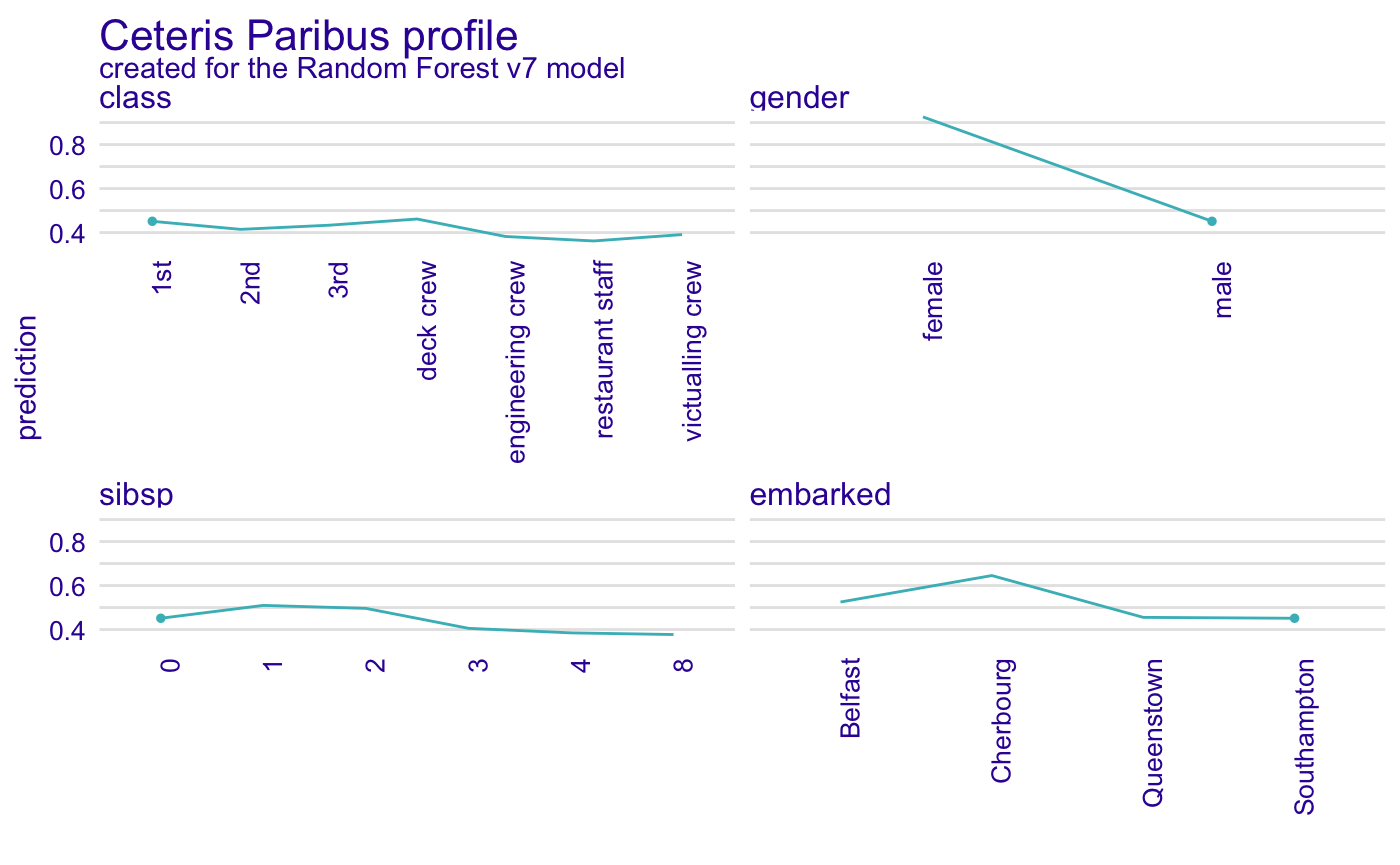 Ceteris Paribus profile
created for the Random Forest v7 model
class
gender
0.8
0.6
0.4
1st
2nd
3rd
deck crew
engineering crew
restaurant staff
victualling crew
female
male
prediction
sibsp
embarked
0.8
0.6
0.4
0
1
2
3
4
8
Belfast
Cherbourg
Queenstown
Southampton